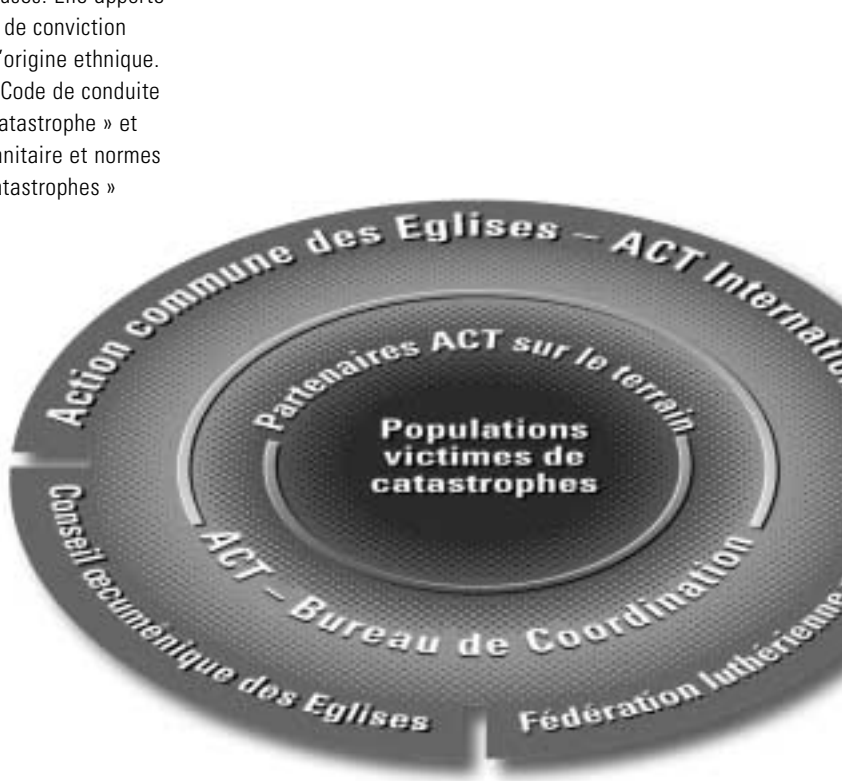 de conviction
'origine ethnique.
Code de conduite
atastrophe » et
anitaire et normes
tastrophes »
Action commune des Eglises – ACT Internatio
Partenaires ACT sur le terrain
Populations
victimes de
catastrophes
ACT – Bureau de Coordination
Conseil œcuménique des Eglises
Fédération luthérienne